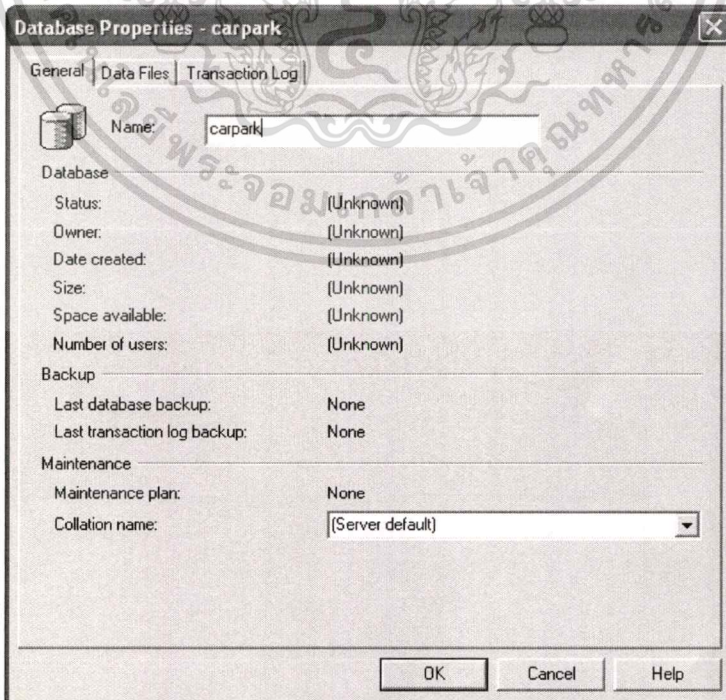 Database Properties - carpark
General Data Files Transaction Log
Name: carpark
Database
Status: (Unknown)
Owner: (Unknown)
Date created: (Unknown)
Size: (Unknown)
Space available: (Unknown)
Number of users: (Unknown)
Backup
Last database backup: None
Last transaction log backup: None
Maintenance
Maintenance plan: None
Collation name: (Server default)
OK Cancel Help